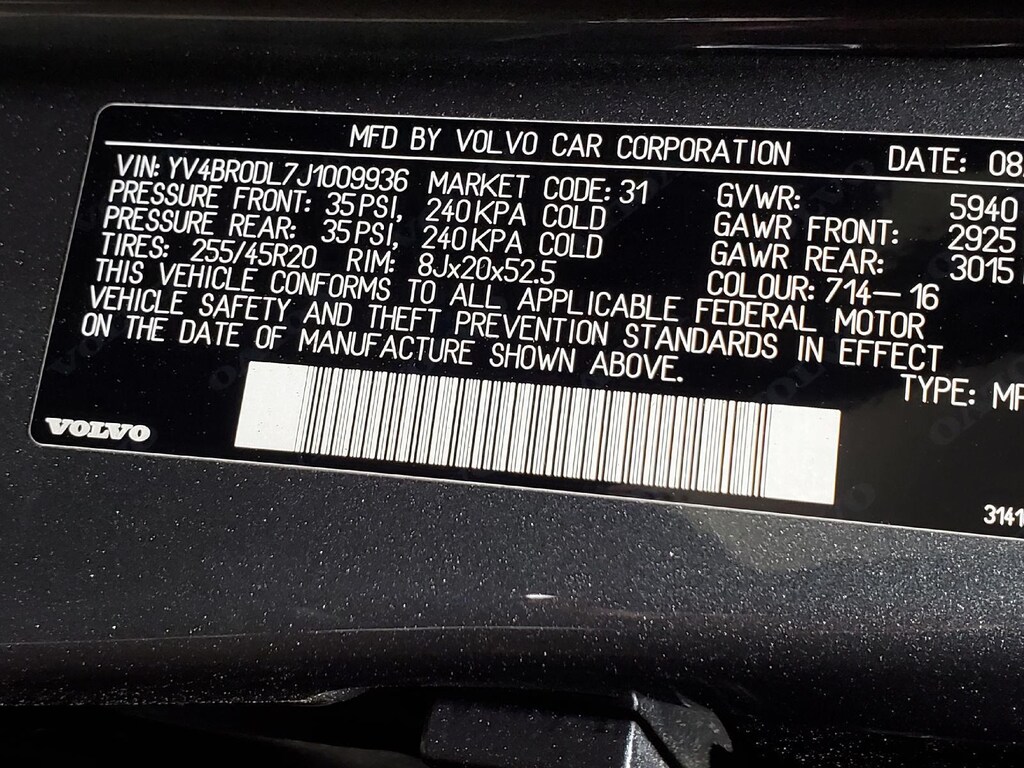 MFD BY VOLVO CAR CORPORATION DATE: 08
VIN: YV4BR0DL7J1009936 MARKET CODE: 31 GVWR: 5940
PRESSURE FRONT: 35PSI, 240KPA COLD GAWR FRONT: 2925
PRESSURE REAR: 35PSI, 240KPA COLD GAWR REAR: 3015
TIRES: 255/45R20 RIM: 8Jx20x52.5 COLOUR: 714—16
THIS VEHICLE CONFORMS TO ALL APPLICABLE FEDERAL MOTOR
VEHICLE SAFETY AND THEFT PREVENTION STANDARDS IN EFFECT
ON THE DATE OF MANUFACTURE SHOWN ABOVE. TYPE: MP
VOLVO
3141